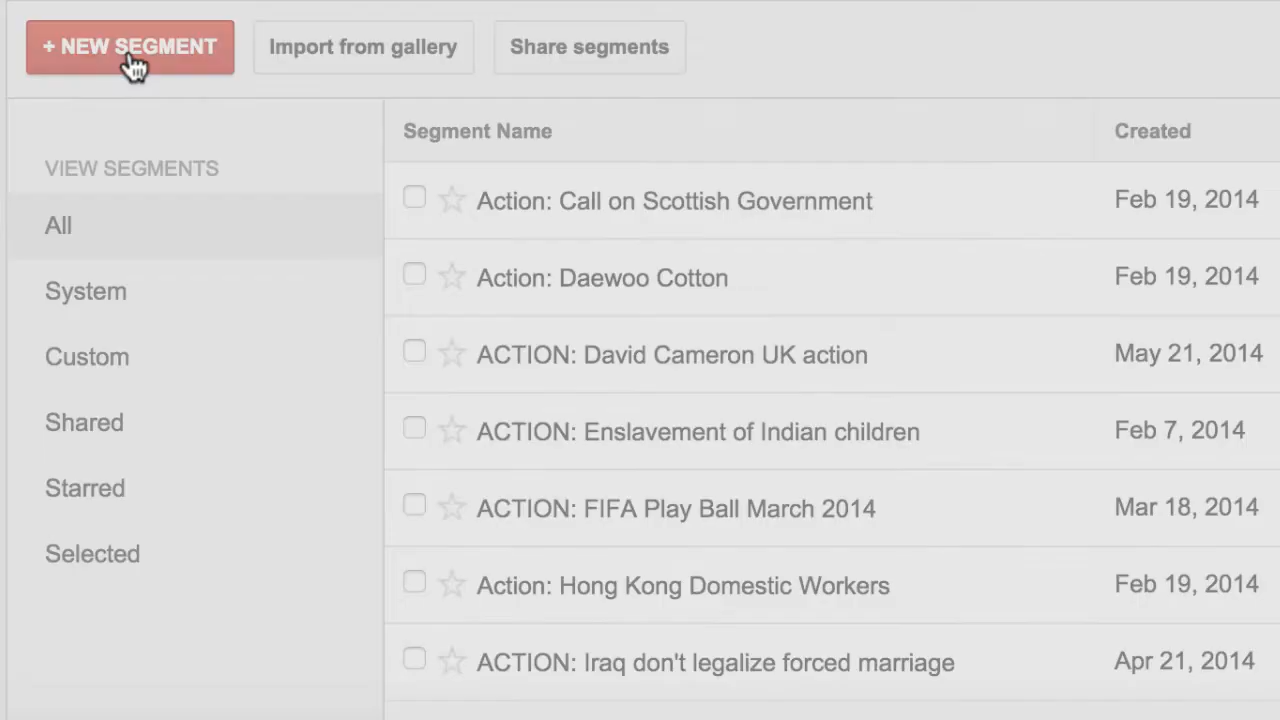 + NEW SEGMENT
Import from gallery
Share segments
VIEW SEGMENTS
All
System
Custom
Shared
Starred
Selected
Segment Name Created
Action: Call on Scottish Government Feb 19, 2014
Action: Daewoo Cotton Feb 19, 2014
ACTION: David Cameron UK action May 21, 2014
ACTION: Enslavement of Indian children Feb 7, 2014
ACTION: FIFA Play Ball March 2014 Mar 18, 2014
Action: Hong Kong Domestic Workers Feb 19, 2014
ACTION: Iraq don't legalize forced marriage Apr 21, 2014